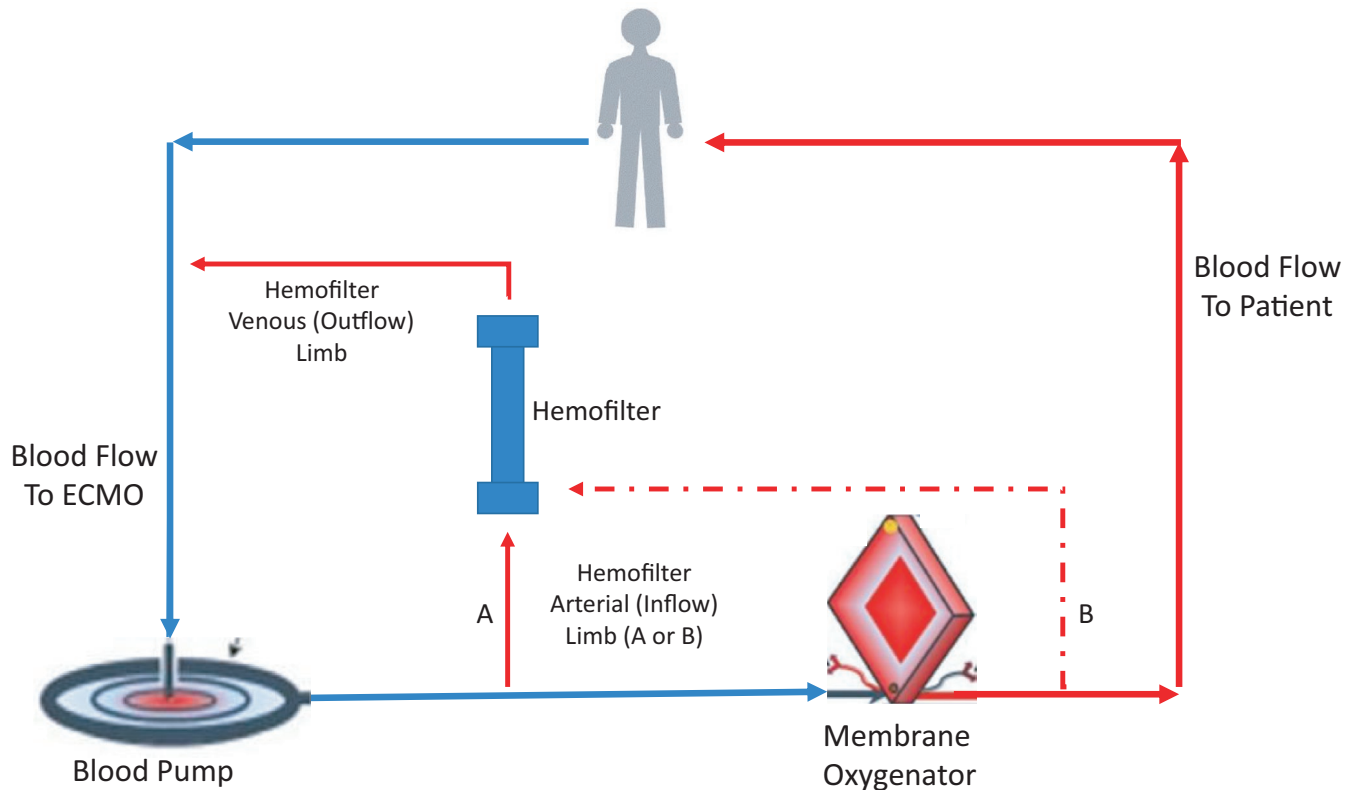 Blood Flow
To Patient
Hemofilter
Venous (Outflow)
Limb
Hemofilter
Blood Flow
To ECMO
A
Hemofilter
Arterial (Inflow)
Limb (A or B)
B
Blood Pump
Membrane
Oxygenator